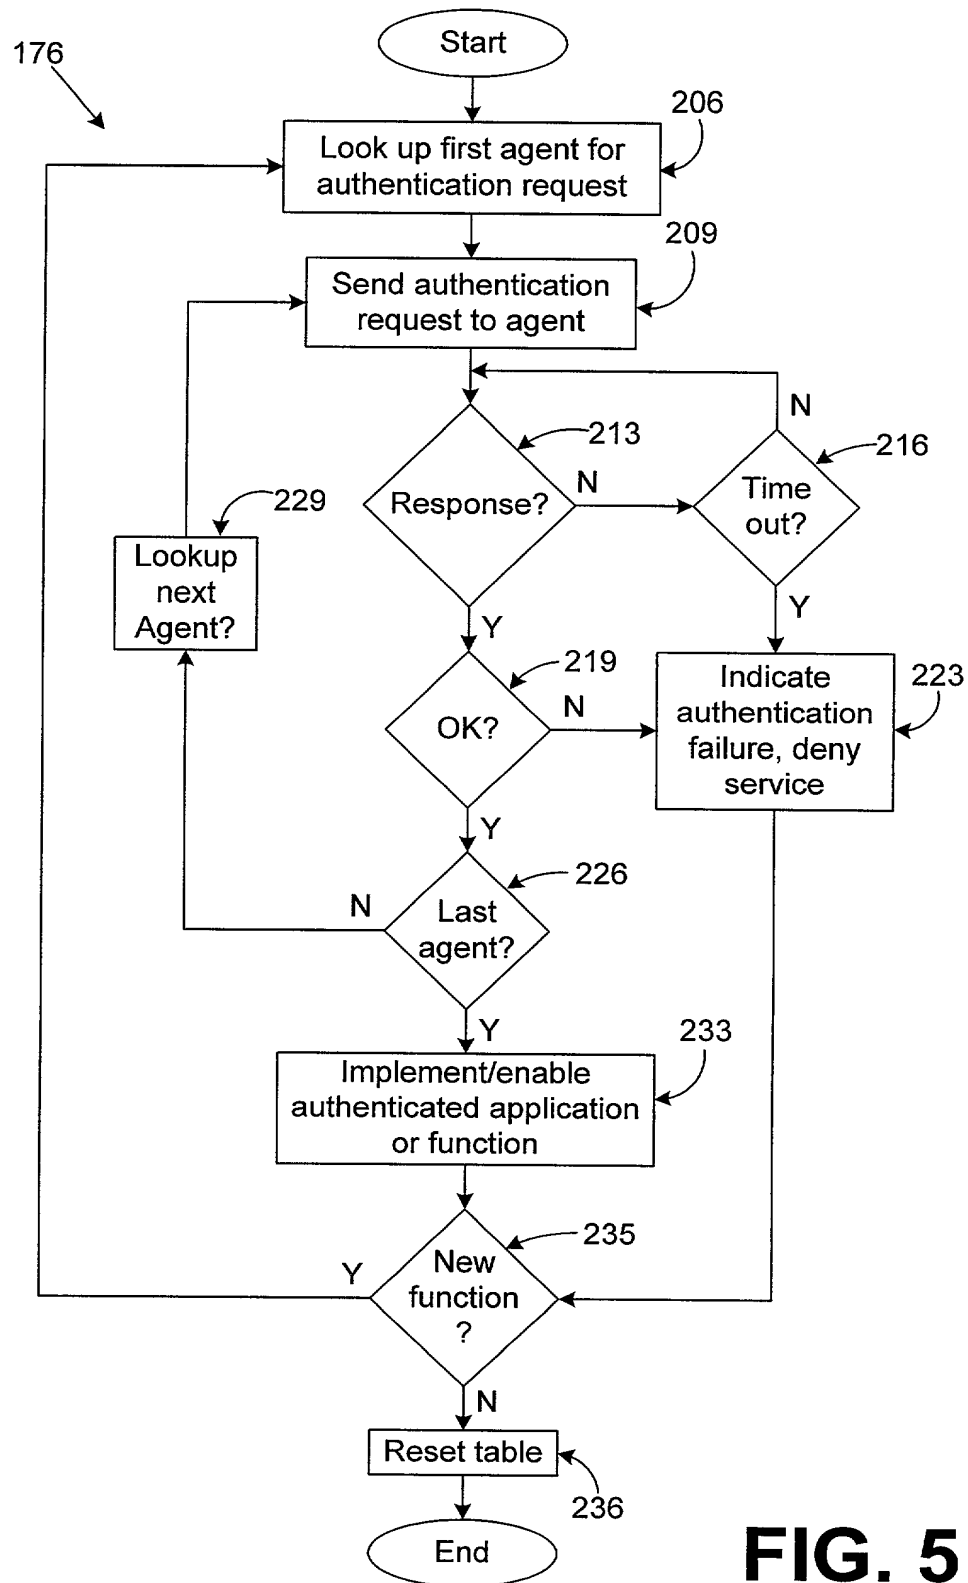 Start
176
206
Look up first agent for
authentication request
209
Send authentication
request to agent
N
213
216
Response?
N
Time
out?
229
Lookup
next
Agent?
Y
Y
219
OK?
N
Indicate
authentication
failure, deny
service
223
Y
226
N
Last
agent?
Y
233
Implement/enable
authenticated application
or function
235
Y
New
function
?
N
Reset table
236
End
FIG. 5